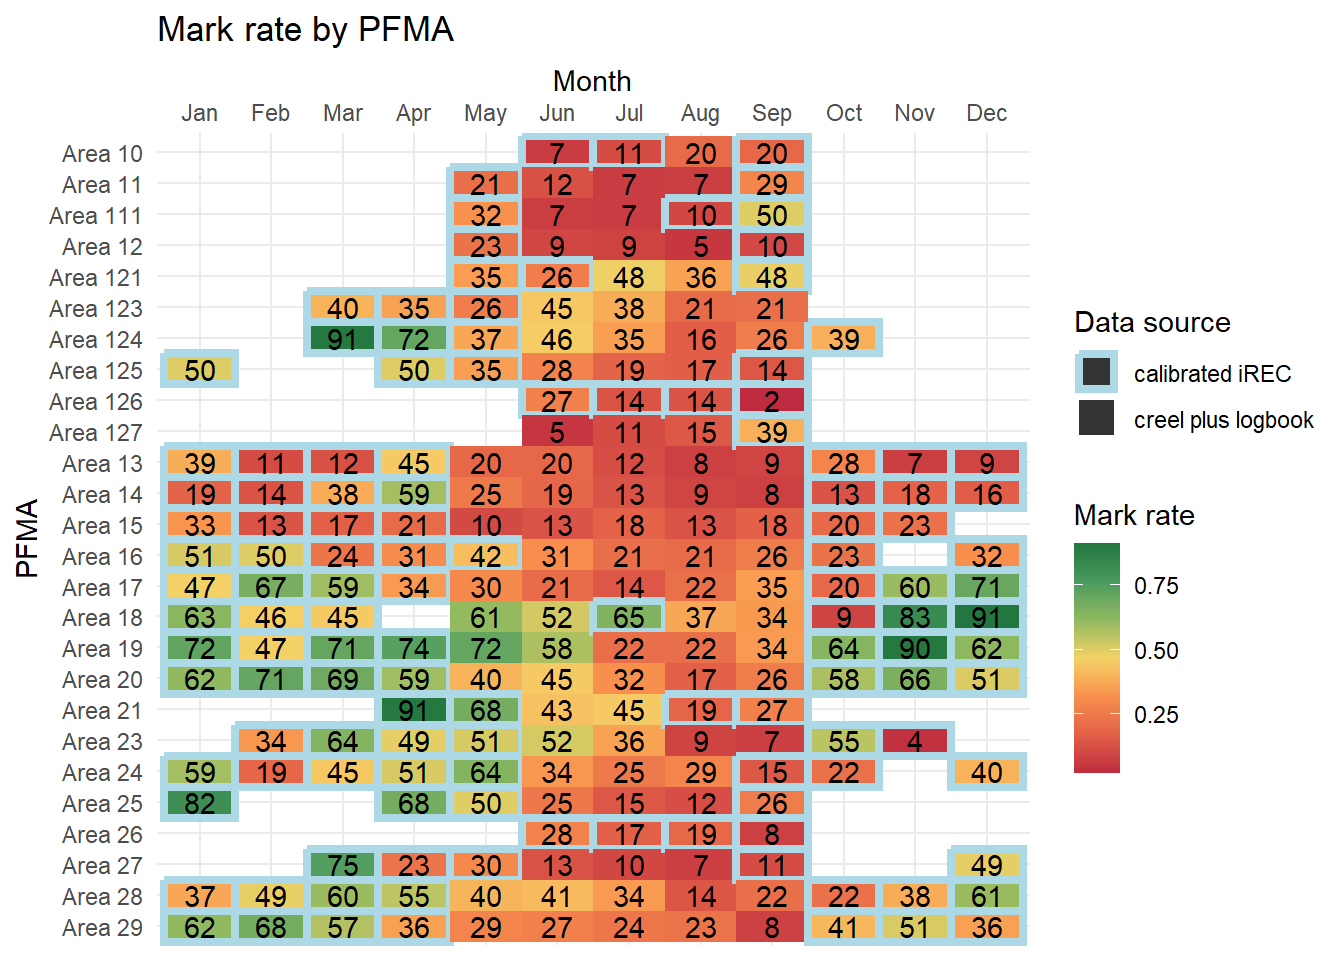 Mark rate by PFMA
Month
Jan Feb Mar Apr May Jun Jul Aug Sep Oct Nov Dec
PFMA
Area 10 7 11 20 20
Area 11 21 12 7 7 29
Area 111 32 7 7 10 50
Area 12 23 9 9 5 10
Area 121 35 26 48 36 48
Area 123 40 35 26 45 38 21 21
Area 124 91 72 37 46 35 16 26 39
Area 125 50 50 35 28 19 17 14
Area 126 27 14 14 2
Area 127 5 11 15 39
Area 13 39 11 12 45 20 20 12 8 9 28 7 9
Area 14 19 14 38 59 25 19 13 9 8 13 18 16
Area 15 33 13 17 21 10 13 18 13 18 20 23
Area 16 51 50 24 31 42 31 21 21 26 23 32
Area 17 47 67 59 34 30 21 14 22 35 20 60 71
Area 18 63 46 45 61 52 65 37 34 9 83 91
Area 19 72 47 71 74 72 58 22 22 34 64 90 62
Area 20 62 71 69 59 40 45 32 17 26 58 66 51
Area 21 91 68 43 45 19 27
Area 23 34 64 49 51 52 36 9 7 55 4
Area 24 59 19 45 51 64 34 25 29 15 22 40
Area 25 82 68 50 25 15 12 26
Area 26 28 17 19 8
Area 27 75 23 30 13 10 7 11 49
Area 28 37 49 60 55 40 41 34 14 22 22 38 61
Area 29 62 68 57 36 29 27 24 23 8 41 51 36
Data source
calibrated iREC
creel plus logbook
Mark rate
0.75
0.50
0.25